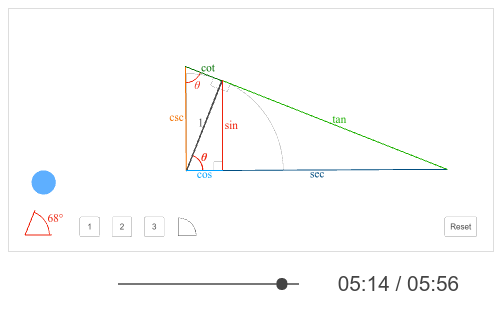 cot
θ
csc
1
sin
tan
θ
cos
sec
68°
1
2
3
Reset
05:14 / 05:56